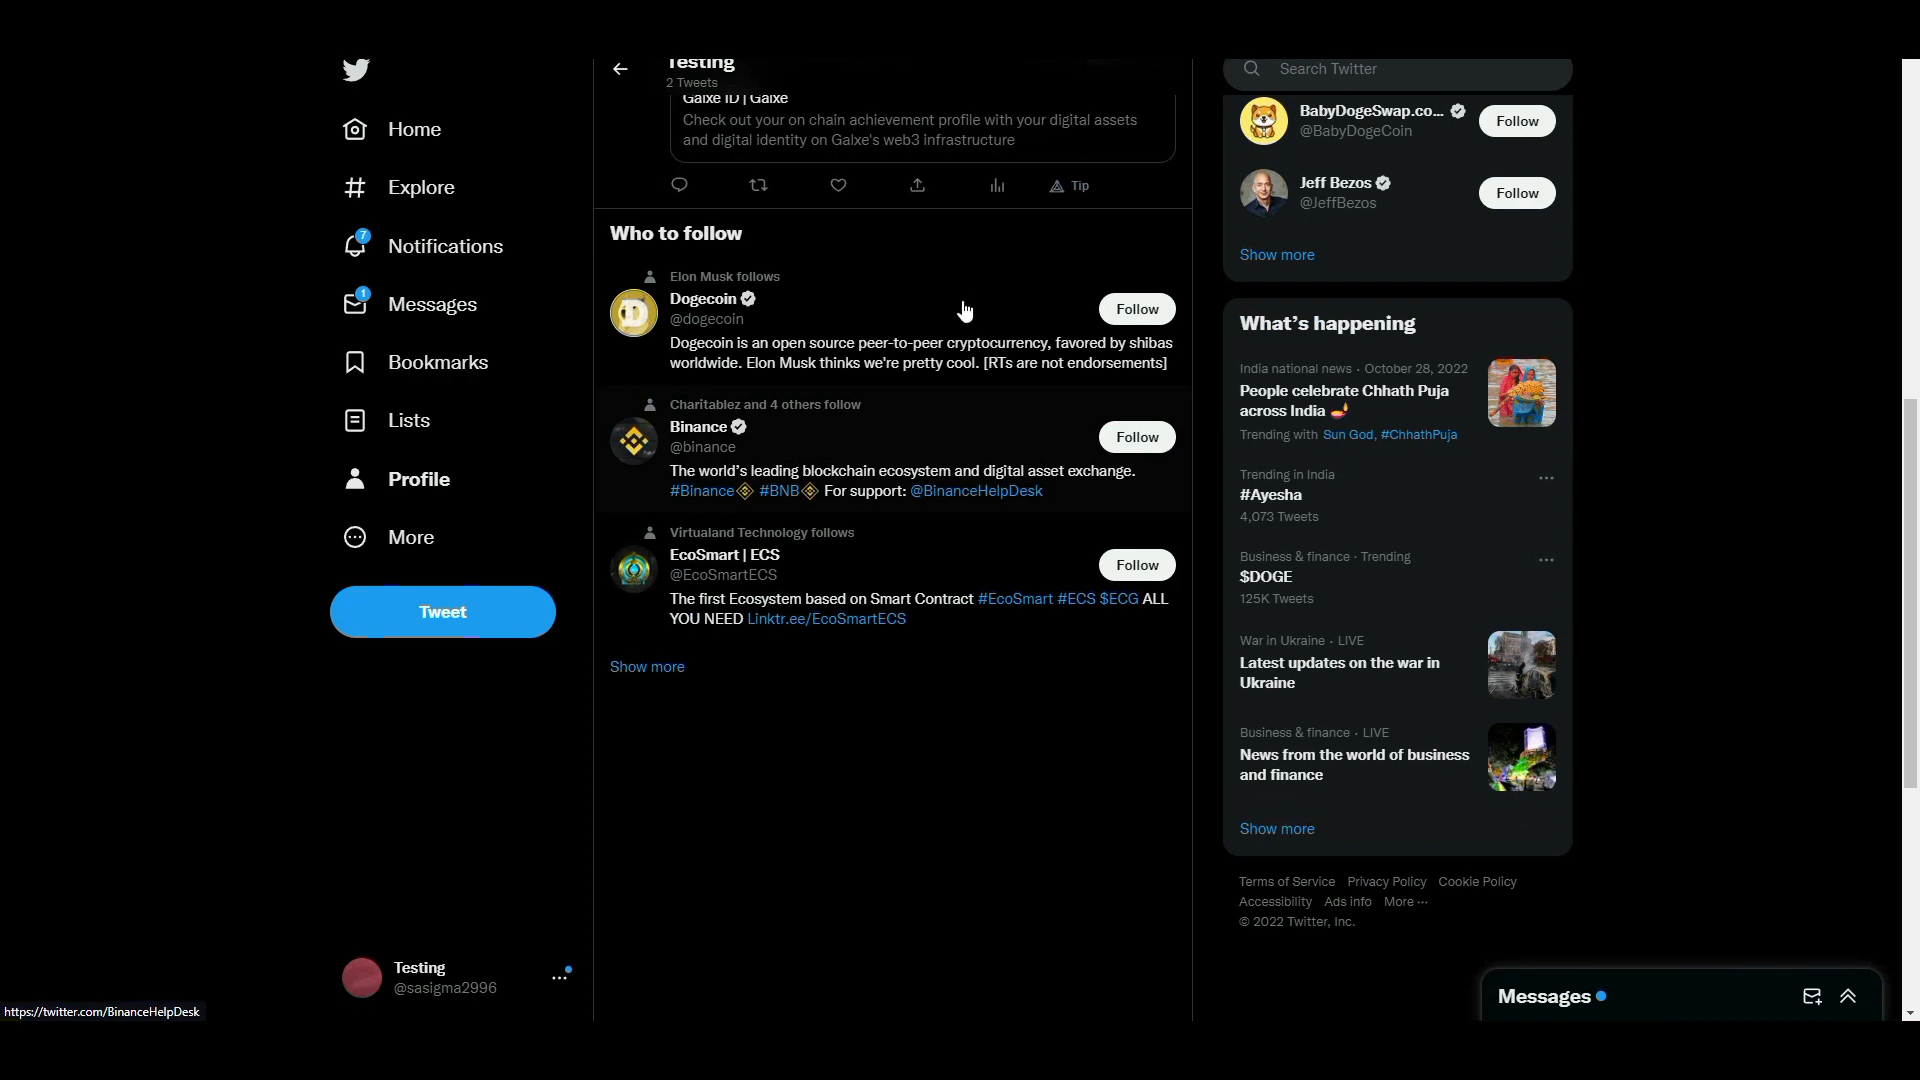 Home
Explore
7
Notifications
1
Messages
Bookmarks
Lists
Profile
More
Tweet
Testing
@sasigma2996
https://twitter.com/BinanceHelpDesk
Testing
2 Tweets
Galxe ID | Galxe
Check out your on chain achievement profile with your digital assets
and digital identity on Galxe's web3 infrastructure
Tip
Who to follow
Elon Musk follows
Dogecoin
@dogecoin
Follow
Dogecoin is an open source peer-to-peer cryptocurrency, favored by shibas
worldwide. Elon Musk thinks we're pretty cool. [RTs are not endorsements]
Charitablez and 4 others follow
Binance
@binance
Follow
The world’s leading blockchain ecosystem and digital asset exchange.
#Binance #BNB For support: @BinanceHelpDesk
Virtualand Technology follows
EcoSmart | ECS
@EcoSmartECS
Follow
The first Ecosystem based on Smart Contract #EcoSmart #ECS $ECG ALL
YOU NEED Linktr.ee/EcoSmartECS
Show more
Search Twitter
BabyDogeSwap.co...
@BabyDogeCoin
Follow
Jeff Bezos
@JeffBezos
Follow
Show more
What’s happening
India national news · October 28, 2022
People celebrate Chhath Puja
across India 🪔
Trending with Sun God, #ChhathPuja
Trending in India
#Ayesha
4,073 Tweets
Business & finance · Trending
$DOGE
125K Tweets
War in Ukraine · LIVE
Latest updates on the war in
Ukraine
Business & finance · LIVE
News from the world of business
and finance
Show more
Terms of Service Privacy Policy Cookie Policy
Accessibility Ads info More ···
© 2022 Twitter, Inc.
Messages